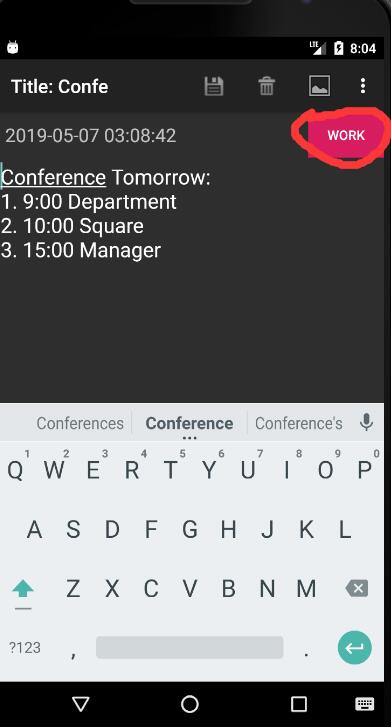 LTE 8:04
Title: Confe
2019-05-07 03:08:42 WORK
Conference Tomorrow:
1. 9:00 Department
2. 10:00 Square
3. 15:00 Manager
Conferences Conference Conference's
1 2 3 4 5 6 7 8 9 0
Q W E R T Y U I O P
A S D F G H J K L
Z X C V B N M
?123 , .